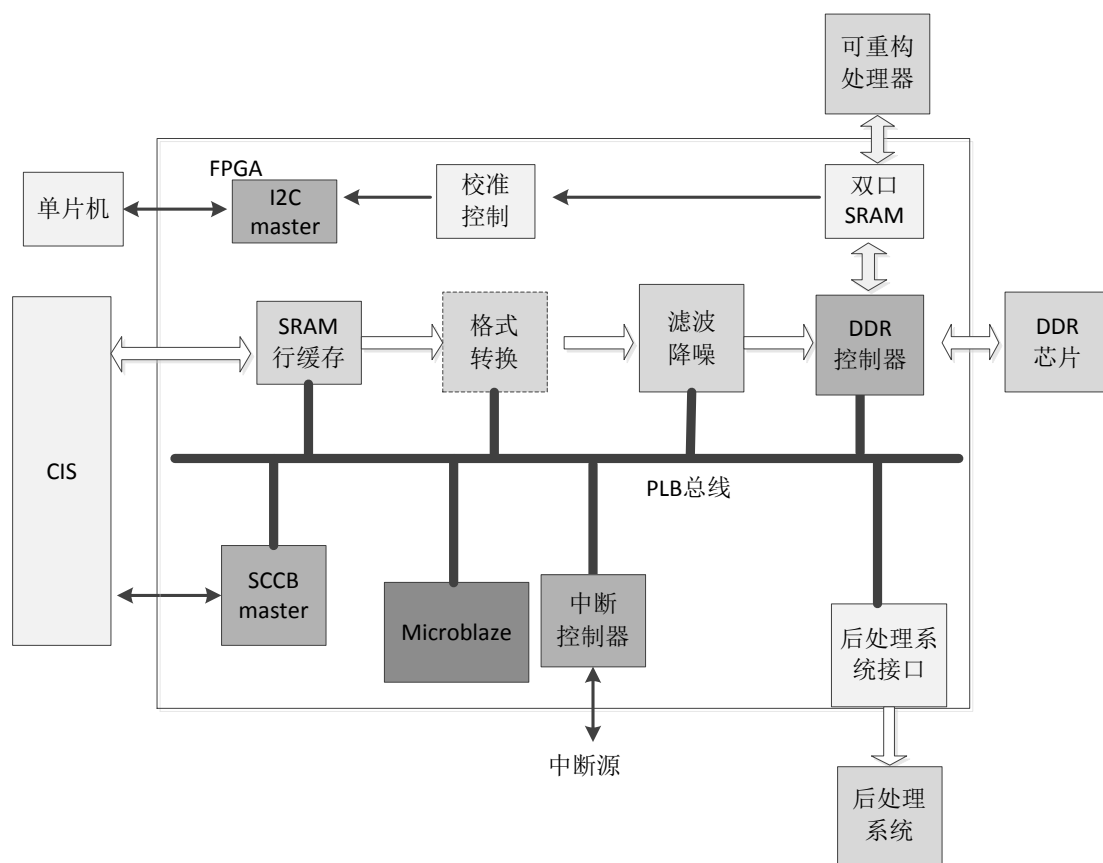 可重构
处理器
FPGA
单片机
I2C
master
校准
控制
双口
SRAM
CIS
SRAM
行缓存
格式
转换
滤波
降噪
DDR
控制器
DDR
芯片
PLB总线
SCCB
master
Microblaze
中断
控制器
后处理系
统接口
中断源
后处理
系统